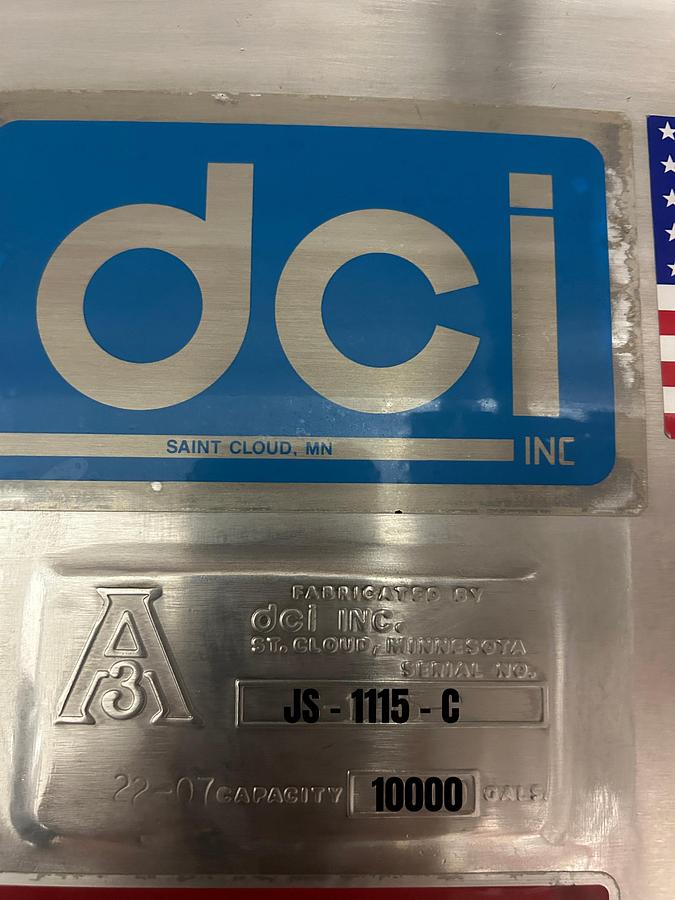 dci
SAINT CLOUD, MN
INC
FABRICATED BY
dci INC.
ST. CLOUD, MINNESOTA
SERIAL NO.
A
3
JS - 1115 - C
22-07 CAPACITY 10000 GALS.